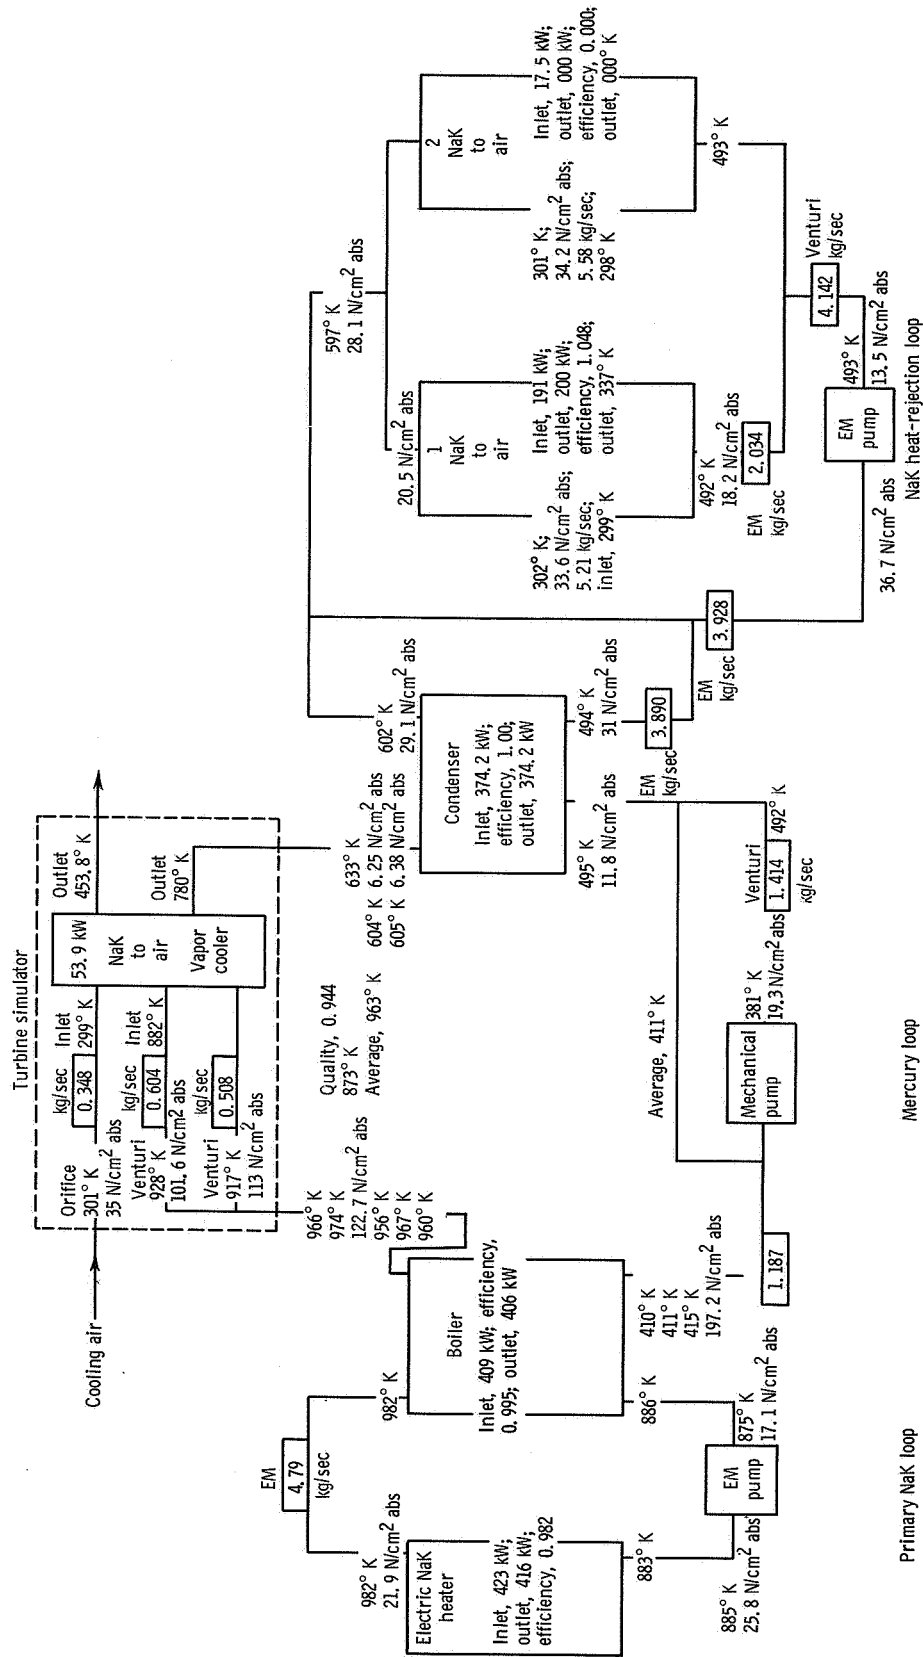 Turbine simulator
Cooling air
Orifice
301° K
35 N/cm2 abs
kg/sec
0.348
Inlet
299° K
Venturi
928° K
101.6 N/cm2 abs
kg/sec
0.604
Inlet
882° K
Venturi
917° K
113 N/cm2 abs
kg/sec
0.508
53.9 kW
NaK
to
air
Vapor
cooler
Outlet
453.8° K
Outlet
780° K
EM
4.79
kg/sec
982° K
21.9 N/cm2 abs
Electric NaK
heater
Inlet, 423 kW;
outlet, 416 kW;
efficiency, 0.982
883° K
885° K
25.8 N/cm2 abs
EM
pump
875° K
17.1 N/cm2 abs
982° K
Boiler
Inlet, 409 kW; efficiency,
0.995; outlet, 406 kW
886° K
966° K
974° K
122.7 N/cm2 abs
956° K
967° K
960° K
410° K
411° K
415° K
197.2 N/cm2 abs
1.187
Quality, 0.944
873° K
Average, 963° K
633° K
604° K 6.25 N/cm2 abs
605° K 6.38 N/cm2 abs
602° K
29.1 N/cm2 abs
Condenser
Inlet, 374.2 kW;
efficiency, 1.00;
outlet, 374.2 kW
495° K
11.8 N/cm2 abs
494° K
31 N/cm2 abs
EM
kg/sec
3.890
EM
kg/sec
3.928
Average, 411° K
Mechanical
pump
381° K
19.3 N/cm2 abs
Venturi
1.414
kg/sec
492° K
597° K
28.1 N/cm2 abs
20.5 N/cm2 abs
1
NaK
to
air
Inlet, 191 kW;
outlet, 200 kW;
efficiency, 1.048;
outlet, 337° K
302° K;
33.6 N/cm2 abs;
5.21 kg/sec;
inlet, 299° K
492° K
18.2 N/cm2 abs
EM
kg/sec
2.034
2
NaK
to
air
Inlet, 17.5 kW;
outlet, 000 kW;
efficiency, 0.000;
outlet, 000° K
301° K;
34.2 N/cm2 abs;
5.58 kg/sec;
298° K
493° K
Venturi
kg/sec
4.142
493° K
13.5 N/cm2 abs
EM
pump
36.7 N/cm2 abs
Primary NaK loop
Mercury loop
NaK heat-rejection loop